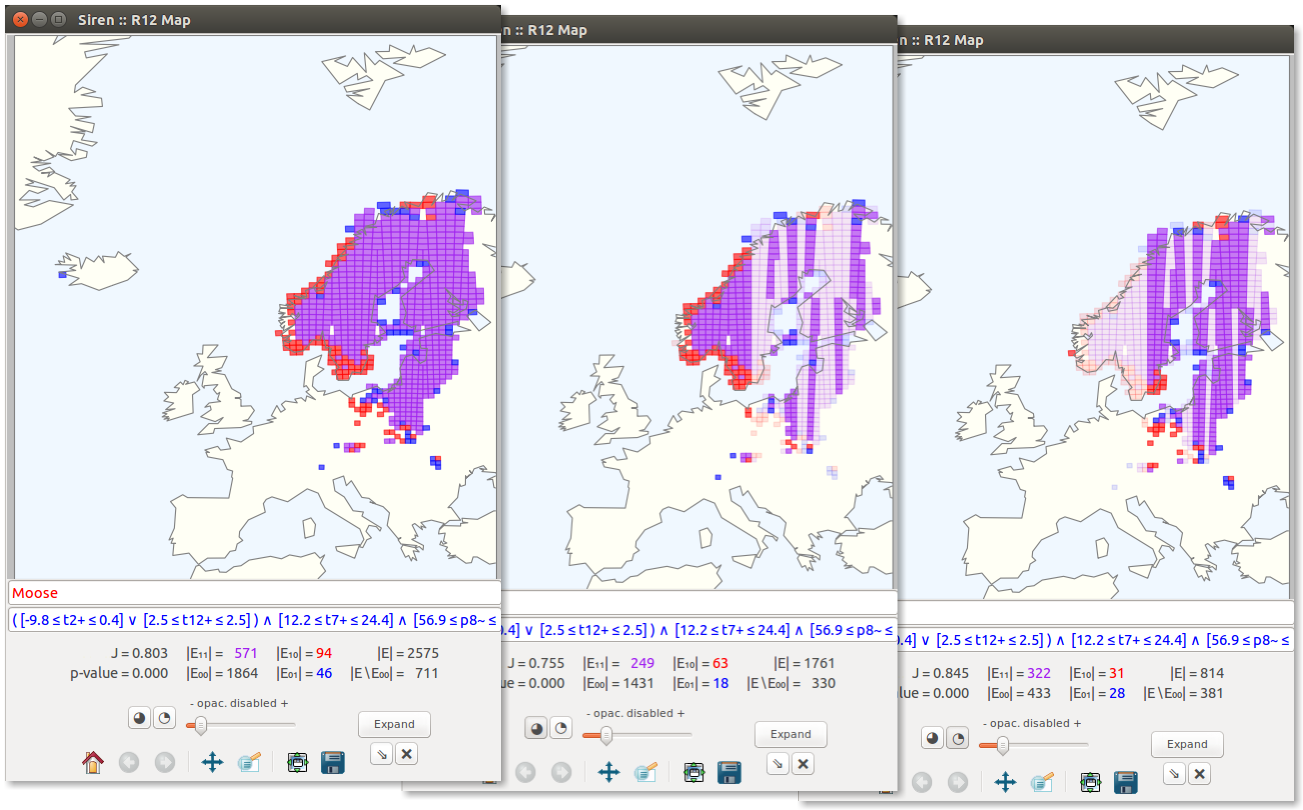 Siren :: R12 Map
Moose
( [-9.8 ≤ t2+ ≤ 0.4] ∨ [2.5 ≤ t12+ ≤ 2.5] ) ∧ [12.2 ≤ t7+ ≤ 24.4] ∧ [56.9 ≤ p8~ ≤
J = 0.803 |E₁₁| = 571 |E₁₀| = 94 |E| = 2575
p-value = 0.000 |E₀₀| = 1864 |E₀₁| = 46 |E∖E₀₀| = 711
- opac. disabled +
Expand
n :: R12 Map
0.4] ∨ [2.5 ≤ t12+ ≤ 2.5] ) ∧ [12.2 ≤ t7+ ≤ 24.4] ∧ [56.9 ≤ p8~ ≤
J = 0.755 |E₁₁| = 249 |E₁₀| = 63 |E| = 1761
ue = 0.000 |E₀₀| = 1431 |E₀₁| = 18 |E∖E₀₀| = 330
- opac. disabled +
Expand
n :: R12 Map
0.4] ∨ [2.5 ≤ t12+ ≤ 2.5] ) ∧ [12.2 ≤ t7+ ≤ 24.4] ∧ [56.9 ≤ p8~ ≤
J = 0.845 |E₁₁| = 322 |E₁₀| = 31 |E| = 814
lue = 0.000 |E₀₀| = 433 |E₀₁| = 28 |E∖E₀₀| = 381
- opac. disabled +
Expand